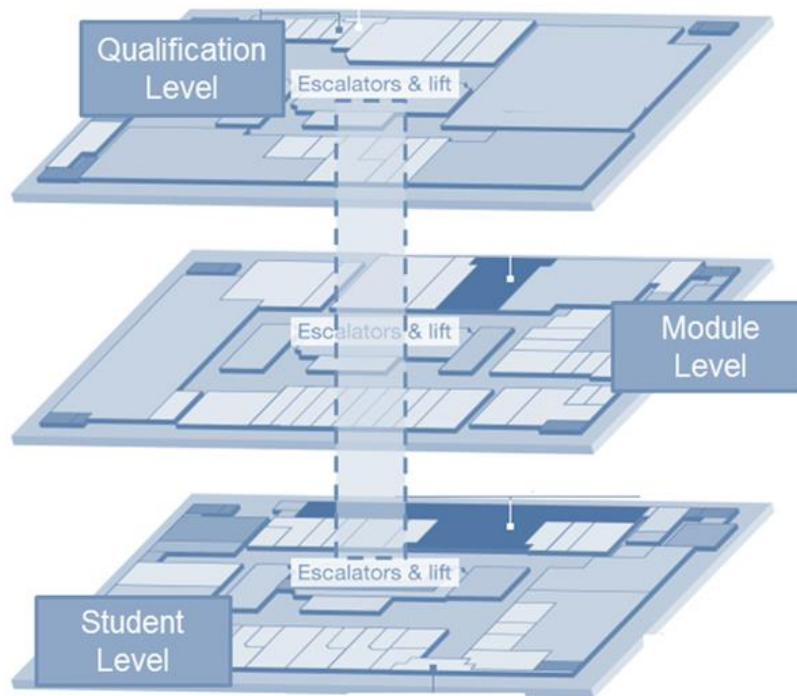 Qualification
Level
Escalators & lift
Escalators & lift
Module
Level
Escalators & lift
Student
Level